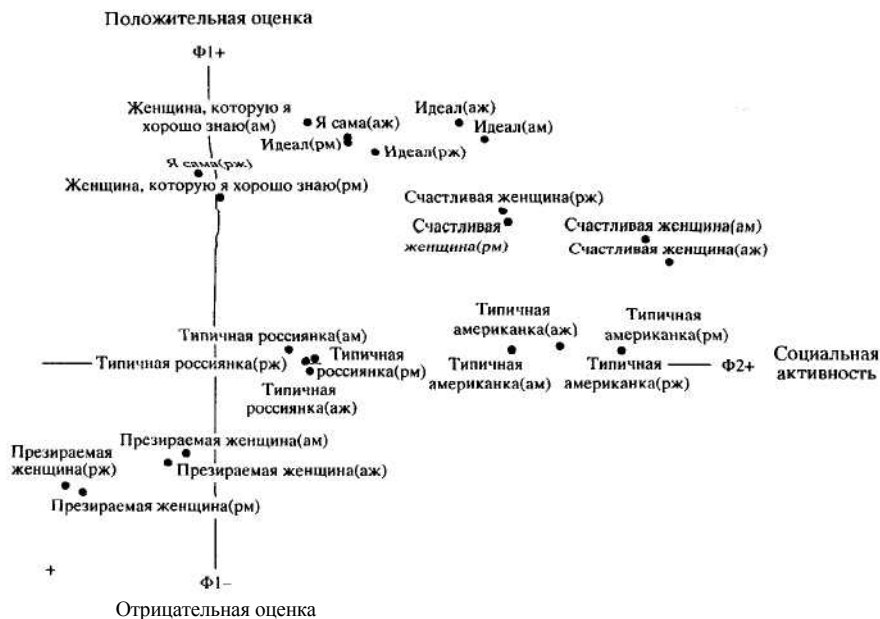 Положительная оценка
Ф1+
Женщина, которую я
хорошо знаю(ам)
Я сама(аж)
Идеал(аж)
Идеал(ам)
Идеал(рм)
Идеал(рж)
Я сама(рж)
Женщина, которую я хорошо знаю(рм)
Счастливая женщина(рж)
Счастливая
женщина(рм)
Счастливая женщина(ам)
Счастливая женщина(аж)
Типичная
американка(аж)
Типичная
американка(рм)
Типичная россиянка(ам)
Типичная россиянка(рж)
Типичная
россиянка(рм)
Типичная
россиянка(аж)
Типичная
американка(ам)
Типичная
американка(рж)
Ф2+
Социальная
активность
Презираемая женщина(ам)
Презираемая
женщина(рж)
Презираемая женщина(аж)
Презираемая женщина(рм)
+
Ф1–
Отрицательная оценка